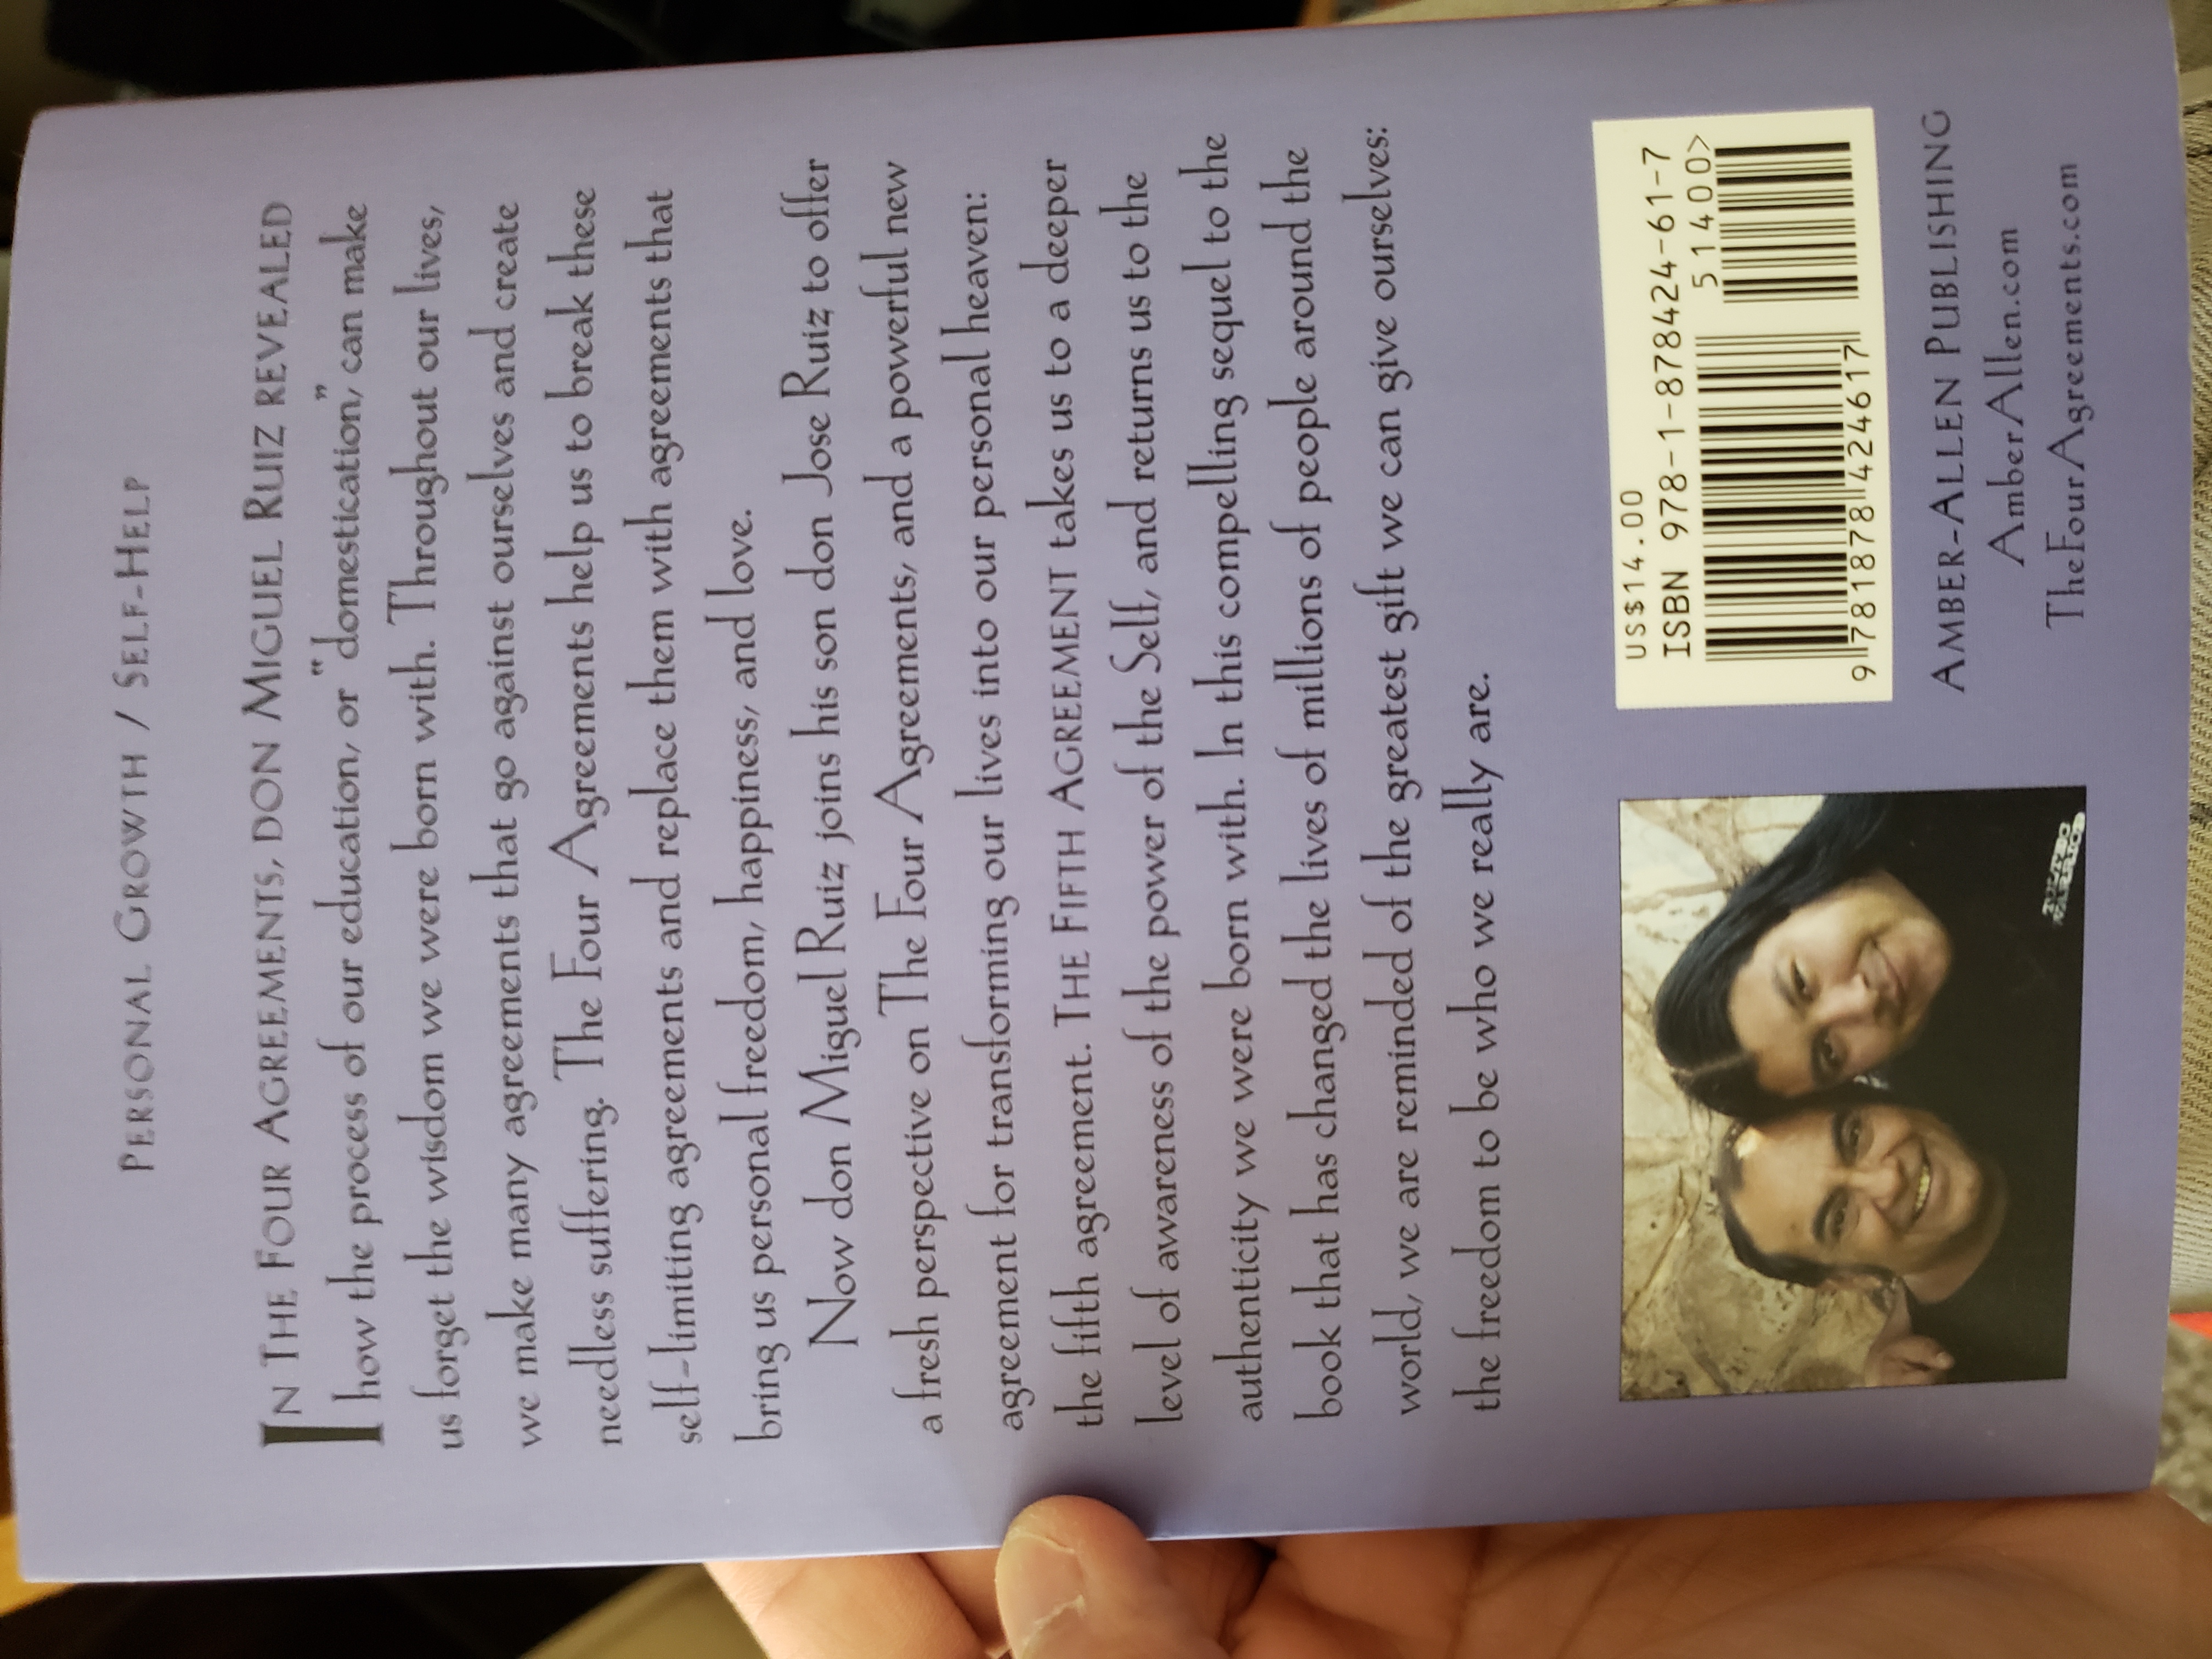 PERSONAL GROWTH / SELF-HELP
IN THE FOUR AGREEMENTS, DON MIGUEL RUIZ REVEALED
how the process of our education, or “domestication,” can make
us forget the wisdom we were born with. Throughout our lives,
we make many agreements that go against ourselves and create
needless suffering. The Four Agreements help us to break these
self-limiting agreements and replace them with agreements that
bring us personal freedom, happiness, and love.
Now don Miguel Ruiz joins his son don Jose Ruiz to offer
a fresh perspective on The Four Agreements, and a powerful new
agreement for transforming our lives into our personal heaven:
the fifth agreement. THE FIFTH AGREEMENT takes us to a deeper
level of awareness of the power of the Self, and returns us to the
authenticity we were born with. In this compelling sequel to the
book that has changed the lives of millions of people around the
world, we are reminded of the greatest gift we can give ourselves:
the freedom to be who we really are.
TOLTEC
WARRIOR
US$14.00
ISBN 978-1-878424-61-7
51400>
9 781878 424617
AMBER-ALLEN PUBLISHING
AmberAllen.com
TheFourAgreements.com